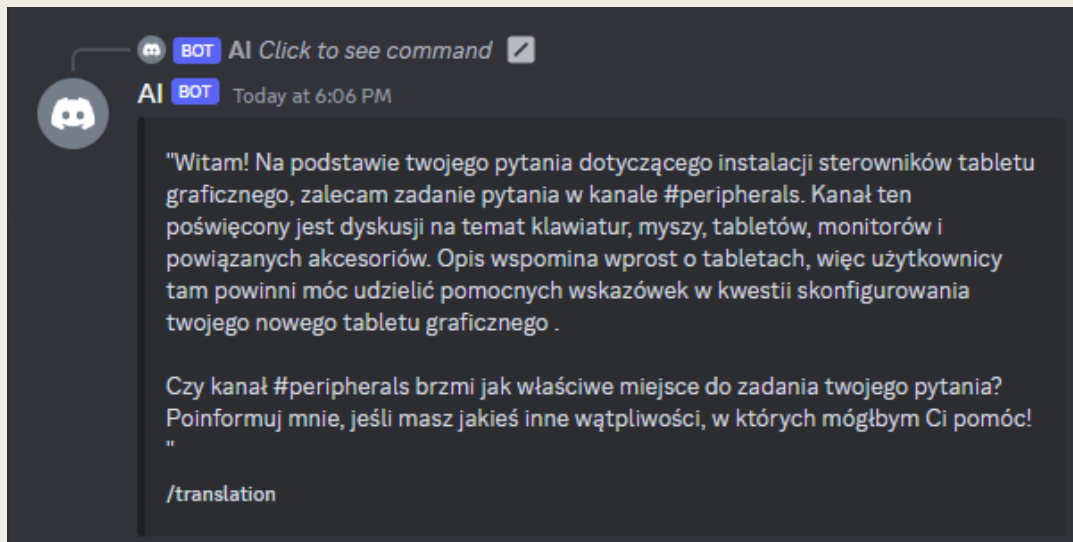 BOT AI Click to see command
AI BOT Today at 6:06 PM
"Witam! Na podstawie twojego pytania dotyczącego instalacji sterowników tabletu
graficznego, zalecam zadanie pytania w kanale #peripherals. Kanał ten
poświęcony jest dyskusji na temat klawiatur, myszy, tabletów, monitorów i
powiązanych akcesoriów. Opis wspomina wprost o tabletach, więc użytkownicy
tam powinni móc udzielić pomocnych wskazówek w kwestii skonfigurowania
twojego nowego tabletu graficznego .
Czy kanał #peripherals brzmi jak właściwe miejsce do zadania twojego pytania?
Poinformuj mnie, jeśli masz jakieś inne wątpliwości, w których mógłbym Ci pomóc!
"
/translation